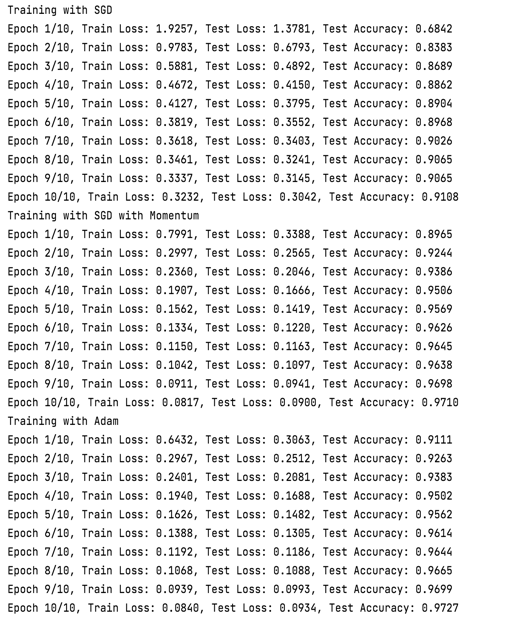 Training with SGD
Epoch 1/10, Train Loss: 1.9257, Test Loss: 1.3781, Test Accuracy: 0.6842
Epoch 2/10, Train Loss: 0.9783, Test Loss: 0.6793, Test Accuracy: 0.8383
Epoch 3/10, Train Loss: 0.5881, Test Loss: 0.4892, Test Accuracy: 0.8689
Epoch 4/10, Train Loss: 0.4672, Test Loss: 0.4150, Test Accuracy: 0.8862
Epoch 5/10, Train Loss: 0.4127, Test Loss: 0.3795, Test Accuracy: 0.8904
Epoch 6/10, Train Loss: 0.3819, Test Loss: 0.3552, Test Accuracy: 0.8968
Epoch 7/10, Train Loss: 0.3618, Test Loss: 0.3403, Test Accuracy: 0.9026
Epoch 8/10, Train Loss: 0.3461, Test Loss: 0.3241, Test Accuracy: 0.9065
Epoch 9/10, Train Loss: 0.3337, Test Loss: 0.3145, Test Accuracy: 0.9065
Epoch 10/10, Train Loss: 0.3232, Test Loss: 0.3042, Test Accuracy: 0.9108
Training with SGD with Momentum
Epoch 1/10, Train Loss: 0.7991, Test Loss: 0.3388, Test Accuracy: 0.8965
Epoch 2/10, Train Loss: 0.2997, Test Loss: 0.2565, Test Accuracy: 0.9244
Epoch 3/10, Train Loss: 0.2360, Test Loss: 0.2046, Test Accuracy: 0.9386
Epoch 4/10, Train Loss: 0.1907, Test Loss: 0.1666, Test Accuracy: 0.9506
Epoch 5/10, Train Loss: 0.1562, Test Loss: 0.1419, Test Accuracy: 0.9569
Epoch 6/10, Train Loss: 0.1334, Test Loss: 0.1220, Test Accuracy: 0.9626
Epoch 7/10, Train Loss: 0.1150, Test Loss: 0.1163, Test Accuracy: 0.9645
Epoch 8/10, Train Loss: 0.1042, Test Loss: 0.1097, Test Accuracy: 0.9638
Epoch 9/10, Train Loss: 0.0911, Test Loss: 0.0941, Test Accuracy: 0.9698
Epoch 10/10, Train Loss: 0.0817, Test Loss: 0.0900, Test Accuracy: 0.9710
Training with Adam
Epoch 1/10, Train Loss: 0.6432, Test Loss: 0.3063, Test Accuracy: 0.9111
Epoch 2/10, Train Loss: 0.2967, Test Loss: 0.2512, Test Accuracy: 0.9263
Epoch 3/10, Train Loss: 0.2401, Test Loss: 0.2081, Test Accuracy: 0.9383
Epoch 4/10, Train Loss: 0.1940, Test Loss: 0.1688, Test Accuracy: 0.9502
Epoch 5/10, Train Loss: 0.1626, Test Loss: 0.1482, Test Accuracy: 0.9562
Epoch 6/10, Train Loss: 0.1388, Test Loss: 0.1305, Test Accuracy: 0.9614
Epoch 7/10, Train Loss: 0.1192, Test Loss: 0.1186, Test Accuracy: 0.9644
Epoch 8/10, Train Loss: 0.1068, Test Loss: 0.1088, Test Accuracy: 0.9665
Epoch 9/10, Train Loss: 0.0939, Test Loss: 0.0993, Test Accuracy: 0.9699
Epoch 10/10, Train Loss: 0.0840, Test Loss: 0.0934, Test Accuracy: 0.9727